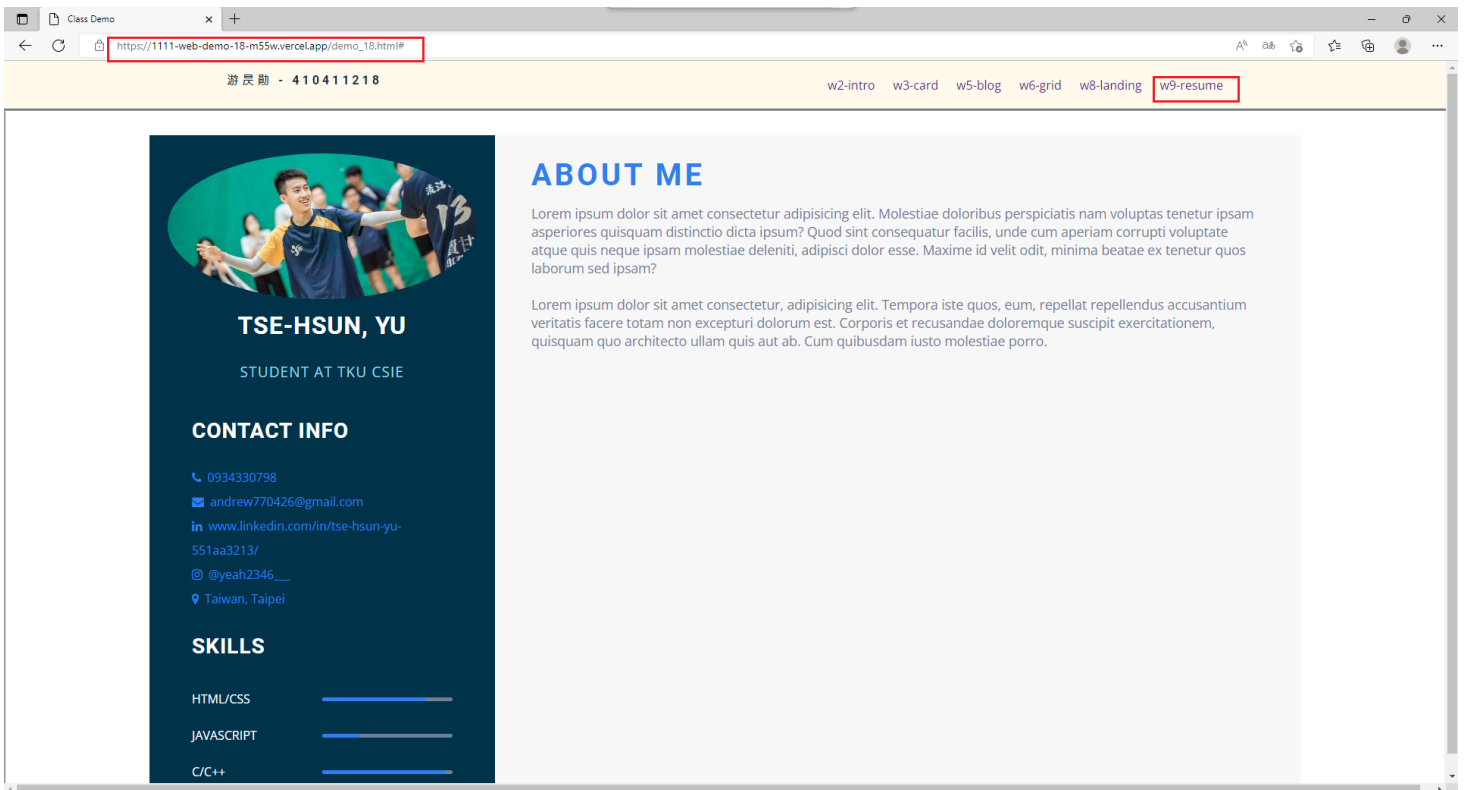 Class Demo
https://1111-web-demo-18-m55w.vercel.app/demo_18.html#
游昃勛 - 410411218
w2-intro w3-card w5-blog w6-grid w8-landing w9-resume
流沼
13
TSE-HSUN, YU
STUDENT AT TKU CSIE
CONTACT INFO
0934330798
andrew770426@gmail.com
in www.linkedin.com/in/tse-hsun-yu-
551aa3213/
@yeah2346___
Taiwan, Taipei
SKILLS
HTML/CSS
JAVASCRIPT
C/C++
ABOUT ME
Lorem ipsum dolor sit amet consectetur adipisicing elit. Molestiae doloribus perspiciatis nam voluptas tenetur ipsam
asperiores quisquam distinctio dicta ipsum? Quod sint consequatur facilis, unde cum aperiam corrupti voluptate
atque quis neque ipsam molestiae deleniti, adipisci dolor esse. Maxime id velit odit, minima beatae ex tenetur quos
laborum sed ipsam?
Lorem ipsum dolor sit amet consectetur, adipisicing elit. Tempora iste quos, eum, repellat repellendus accusantium
veritatis facere totam non excepturi dolorum est. Corporis et recusandae doloremque suscipit exercitationem,
quisquam quo architecto ullam quis aut ab. Cum quibusdam iusto molestiae porro.